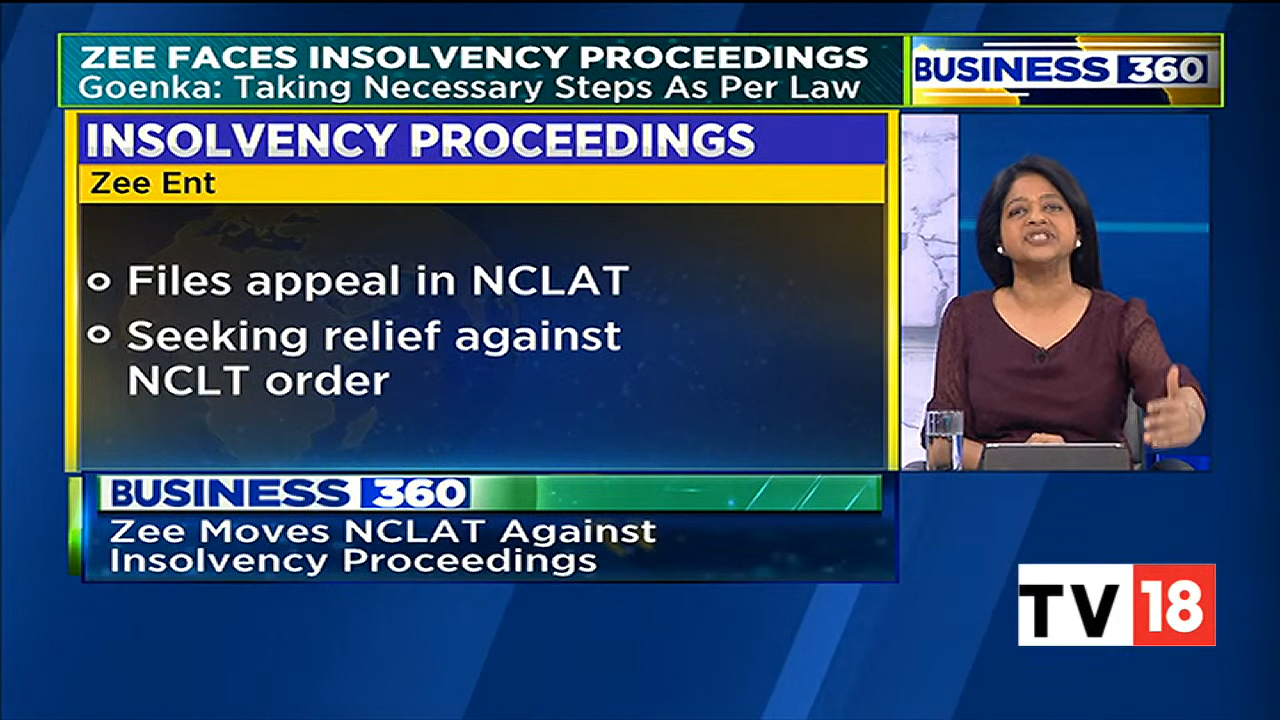 ZEE FACES INSOLVENCY PROCEEDINGS
Goenka: Taking Necessary Steps As Per Law
BUSINESS 360
INSOLVENCY PROCEEDINGS
Zee Ent
Files appeal in NCLAT
Seeking relief against
NCLT order
BUSINESS 360
Zee Moves NCLAT Against
Insolvency Proceedings
TV18